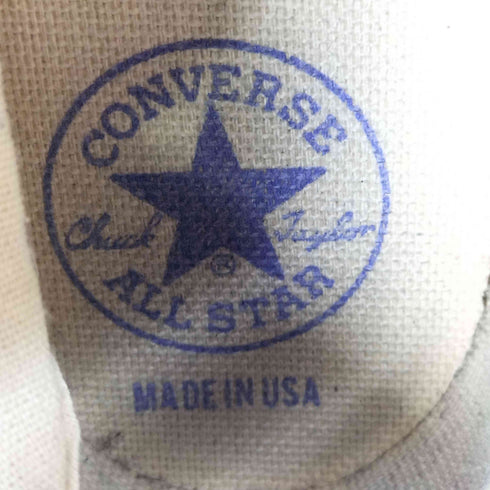 CONVERSE
Chuck Taylor
®
ALL STAR
MADE IN USA